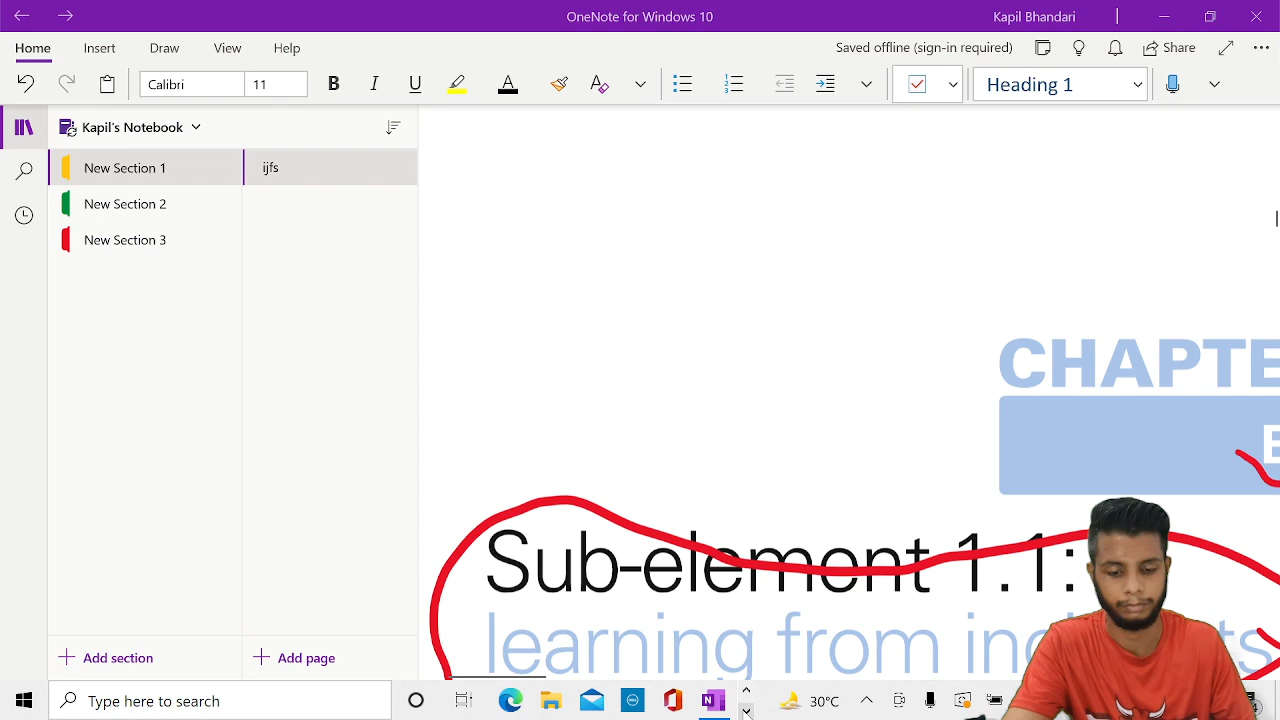 OneNote for Windows 10
Kapil Bhandari
Home Insert Draw View Help
Saved offline (sign-in required)
Share
Calibri 11
B I U A A
Heading 1
Kapil's Notebook
New Section 1
New Section 2
New Section 3
ijfs
CHAPTE
Sub-element 1.1:
learning from
Add section
Add page
Type here to search
DELL
30°C